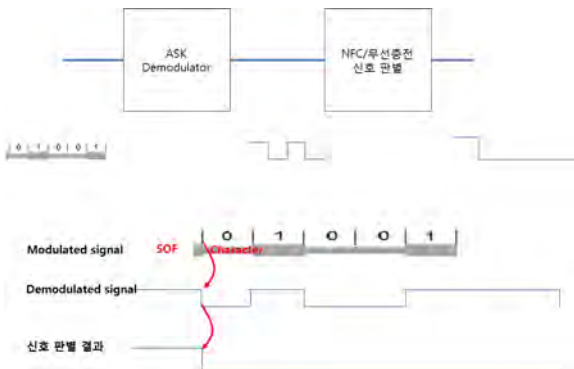 ASK
Demodulator
NFC/무선충전
신호 판별
0 1 0 0 1
0 1 0 0 1
Modulated signal SOF Character
Demodulated signal
신호 판별 결과